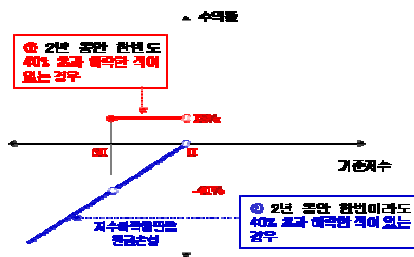 수익률
① 2년 동안 한번도
40% 초과 하락한 적이
없는 경우
기준지수
-40%
② 2년 동안 한번이라도
40% 초과 하락한 적 있는
경우
지수하락률만큼
원금손실